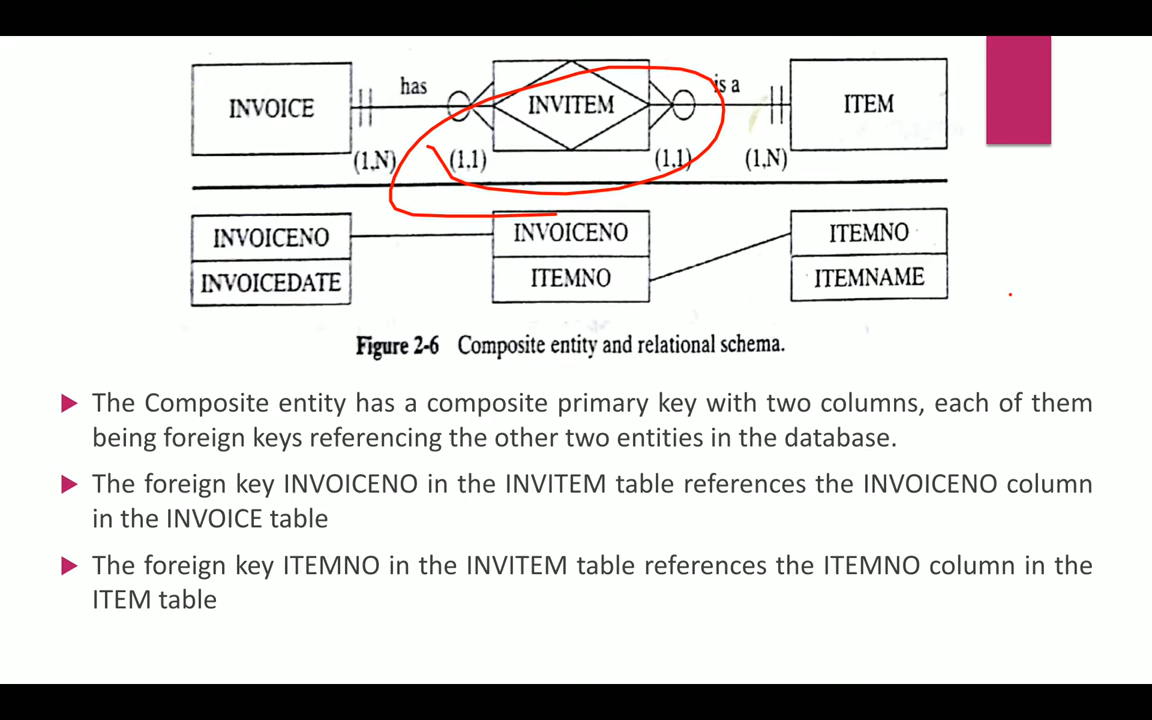 has
is a
INVOICE
INVITEM
ITEM
(1,N)
(1,1)
(1,1)
(1,N)
INVOICENO
INVOICENO
ITEMNO
INVOICEDATE
ITEMNO
ITEMNAME
Figure 2-6 Composite entity and relational schema.
The Composite entity has a composite primary key with two columns, each of them
being foreign keys referencing the other two entities in the database.
The foreign key INVOICENO in the INVITEM table references the INVOICENO column
in the INVOICE table
The foreign key ITEMNO in the INVITEM table references the ITEMNO column in the
ITEM table